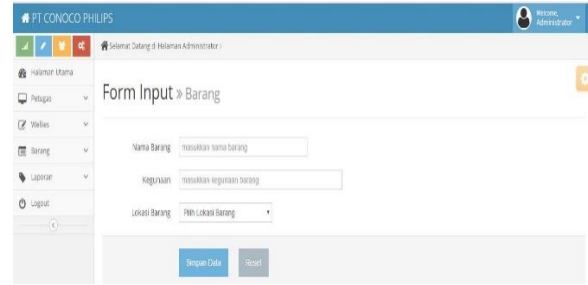 PT CONOCO PHILIPS
Welcome,
Administrator
Selamat Datang di Halaman Administrator
Halaman Utama
Petugas
Wellies
Barang
Laporan
Logout
Form Input » Barang
Nama Barang masukkan nama barang
Kegunaan masukkan kegunaan barang
Lokasi Barang Pilih Lokasi Barang
Simpan Data Reset